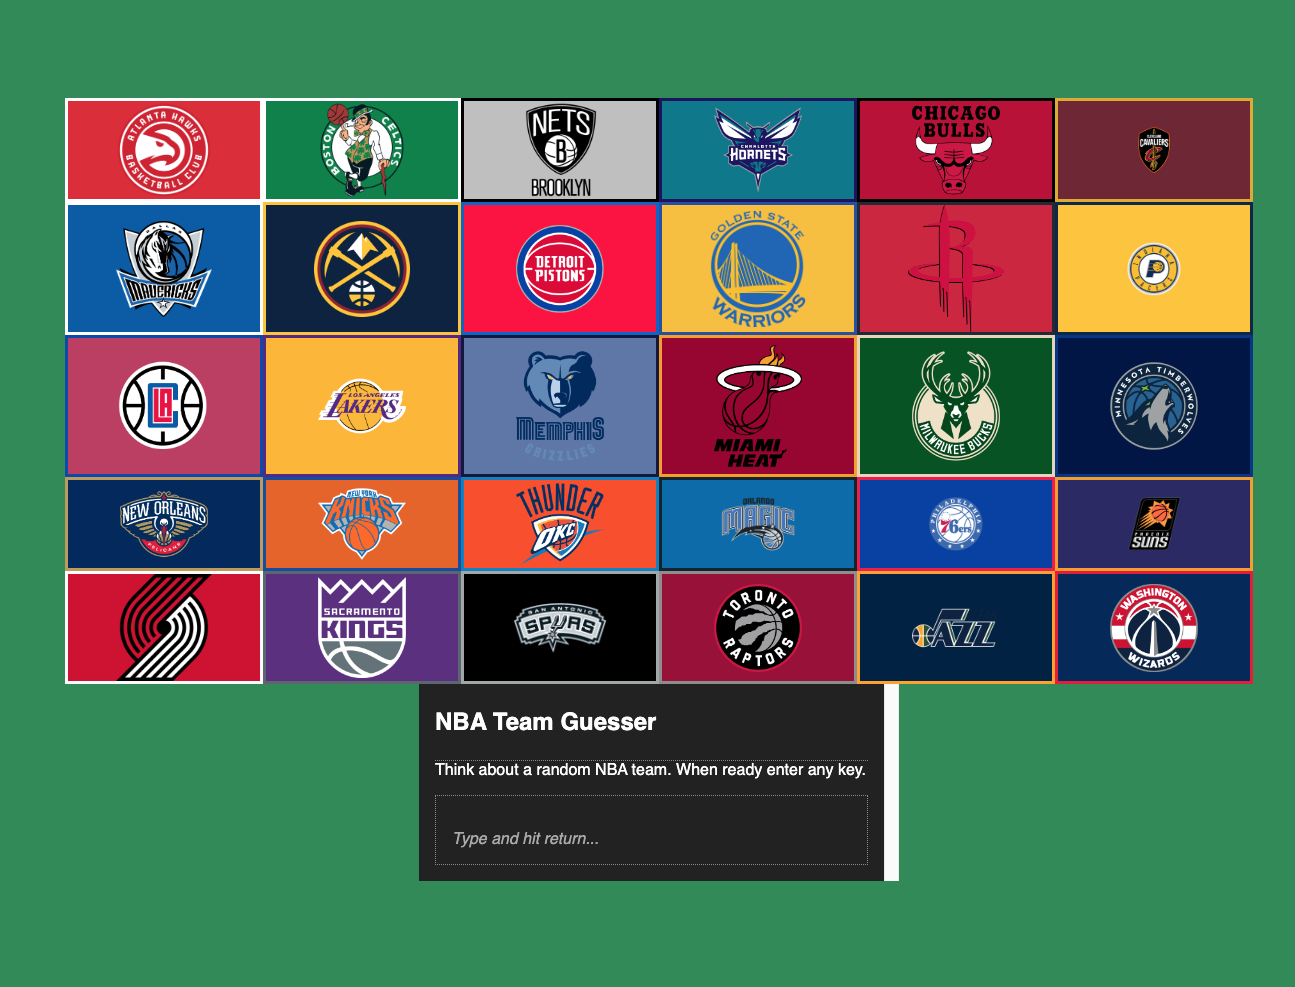 ATLANTA HAWKS
BASKETBALL CLUB
BOSTON CELTICS
NETS
B
BROOKLYN
CHARLOTTE
HORNETS
CHICAGO
BULLS
CLEVELAND
CAVALIERS
C
DALLAS
MAVERICKS
DETROIT
PISTONS
GOLDEN STATE
WARRIORS
R
INDIANA
P
PACERS
LA
C
LOS ANGELES
LAKERS
MEMPHIS
GRIZZLIES
MIAMI
HEAT
MILWAUKEE BUCKS
MINNESOTA TIMBERWOLVES
NEW ORLEANS
PELICANS
NEW YORK
KNICKS
THUNDER
OKC
ORLANDO
MAGIC
PHILADELPHIA
76ers
PHOENIX
SUNS
SACRAMENTO
KINGS
SAN ANTONIO
SPURS
TORONTO
RAPTORS
JAZZ
WASHINGTON
WIZARDS
NBA Team Guesser
Think about a random NBA team. When ready enter any key.
Type and hit return...